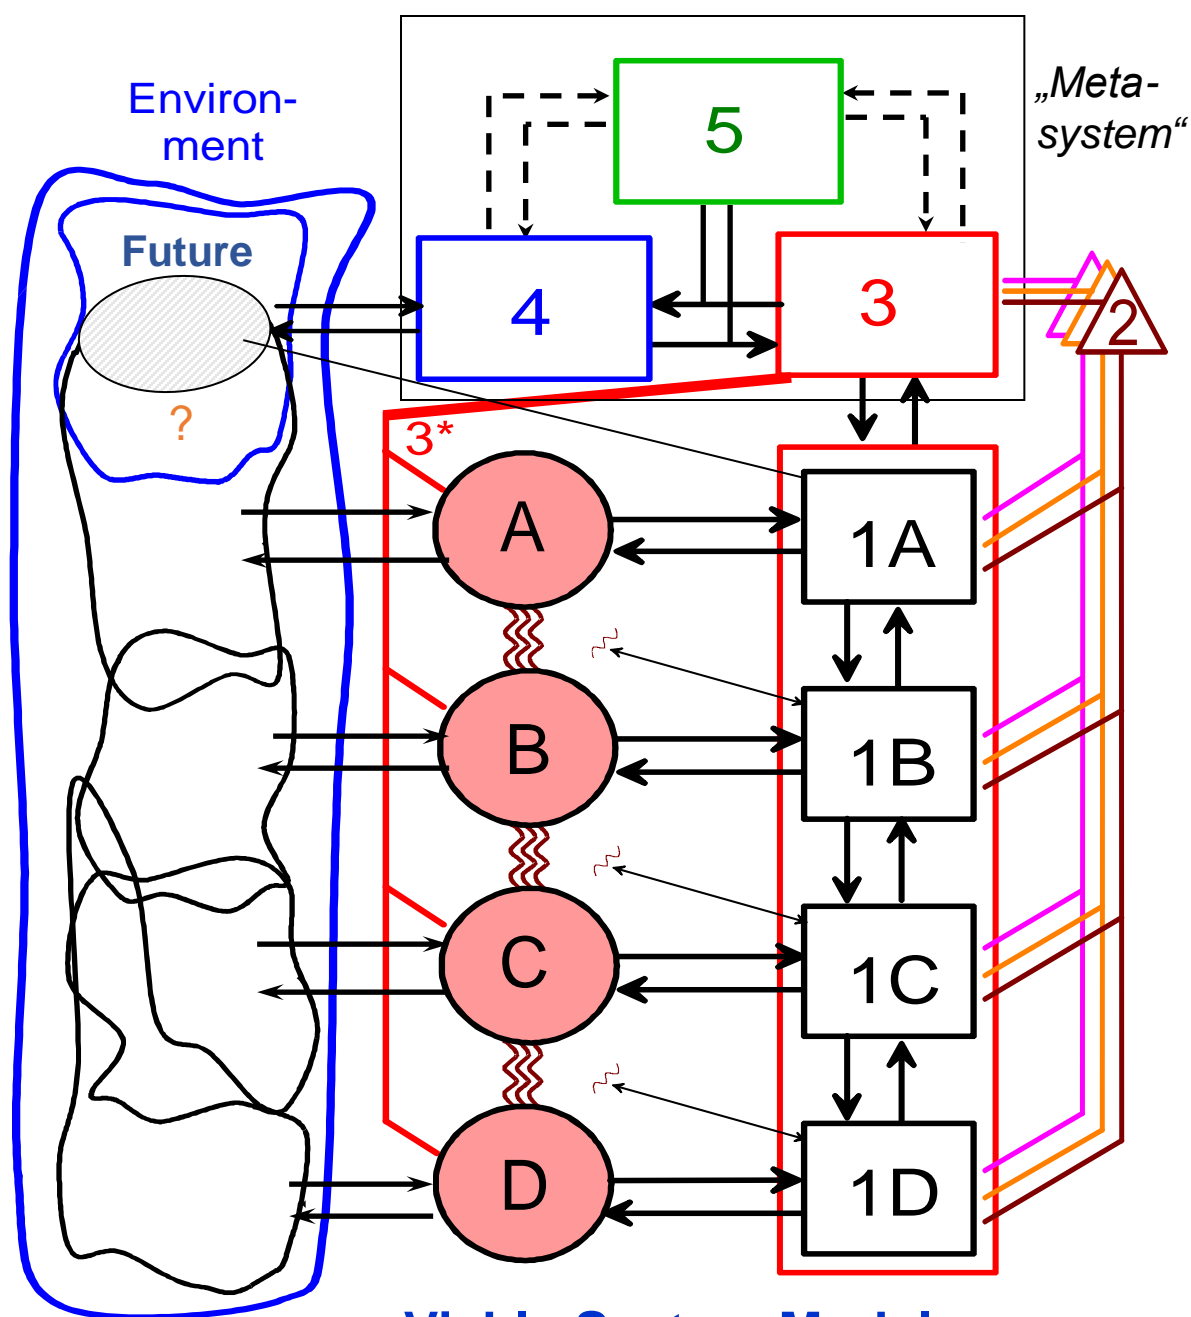 Environ-
ment
„Meta-
system“
5
Future
4
3
2
?
3*
A
1A
B
1B
C
1C
D
1D